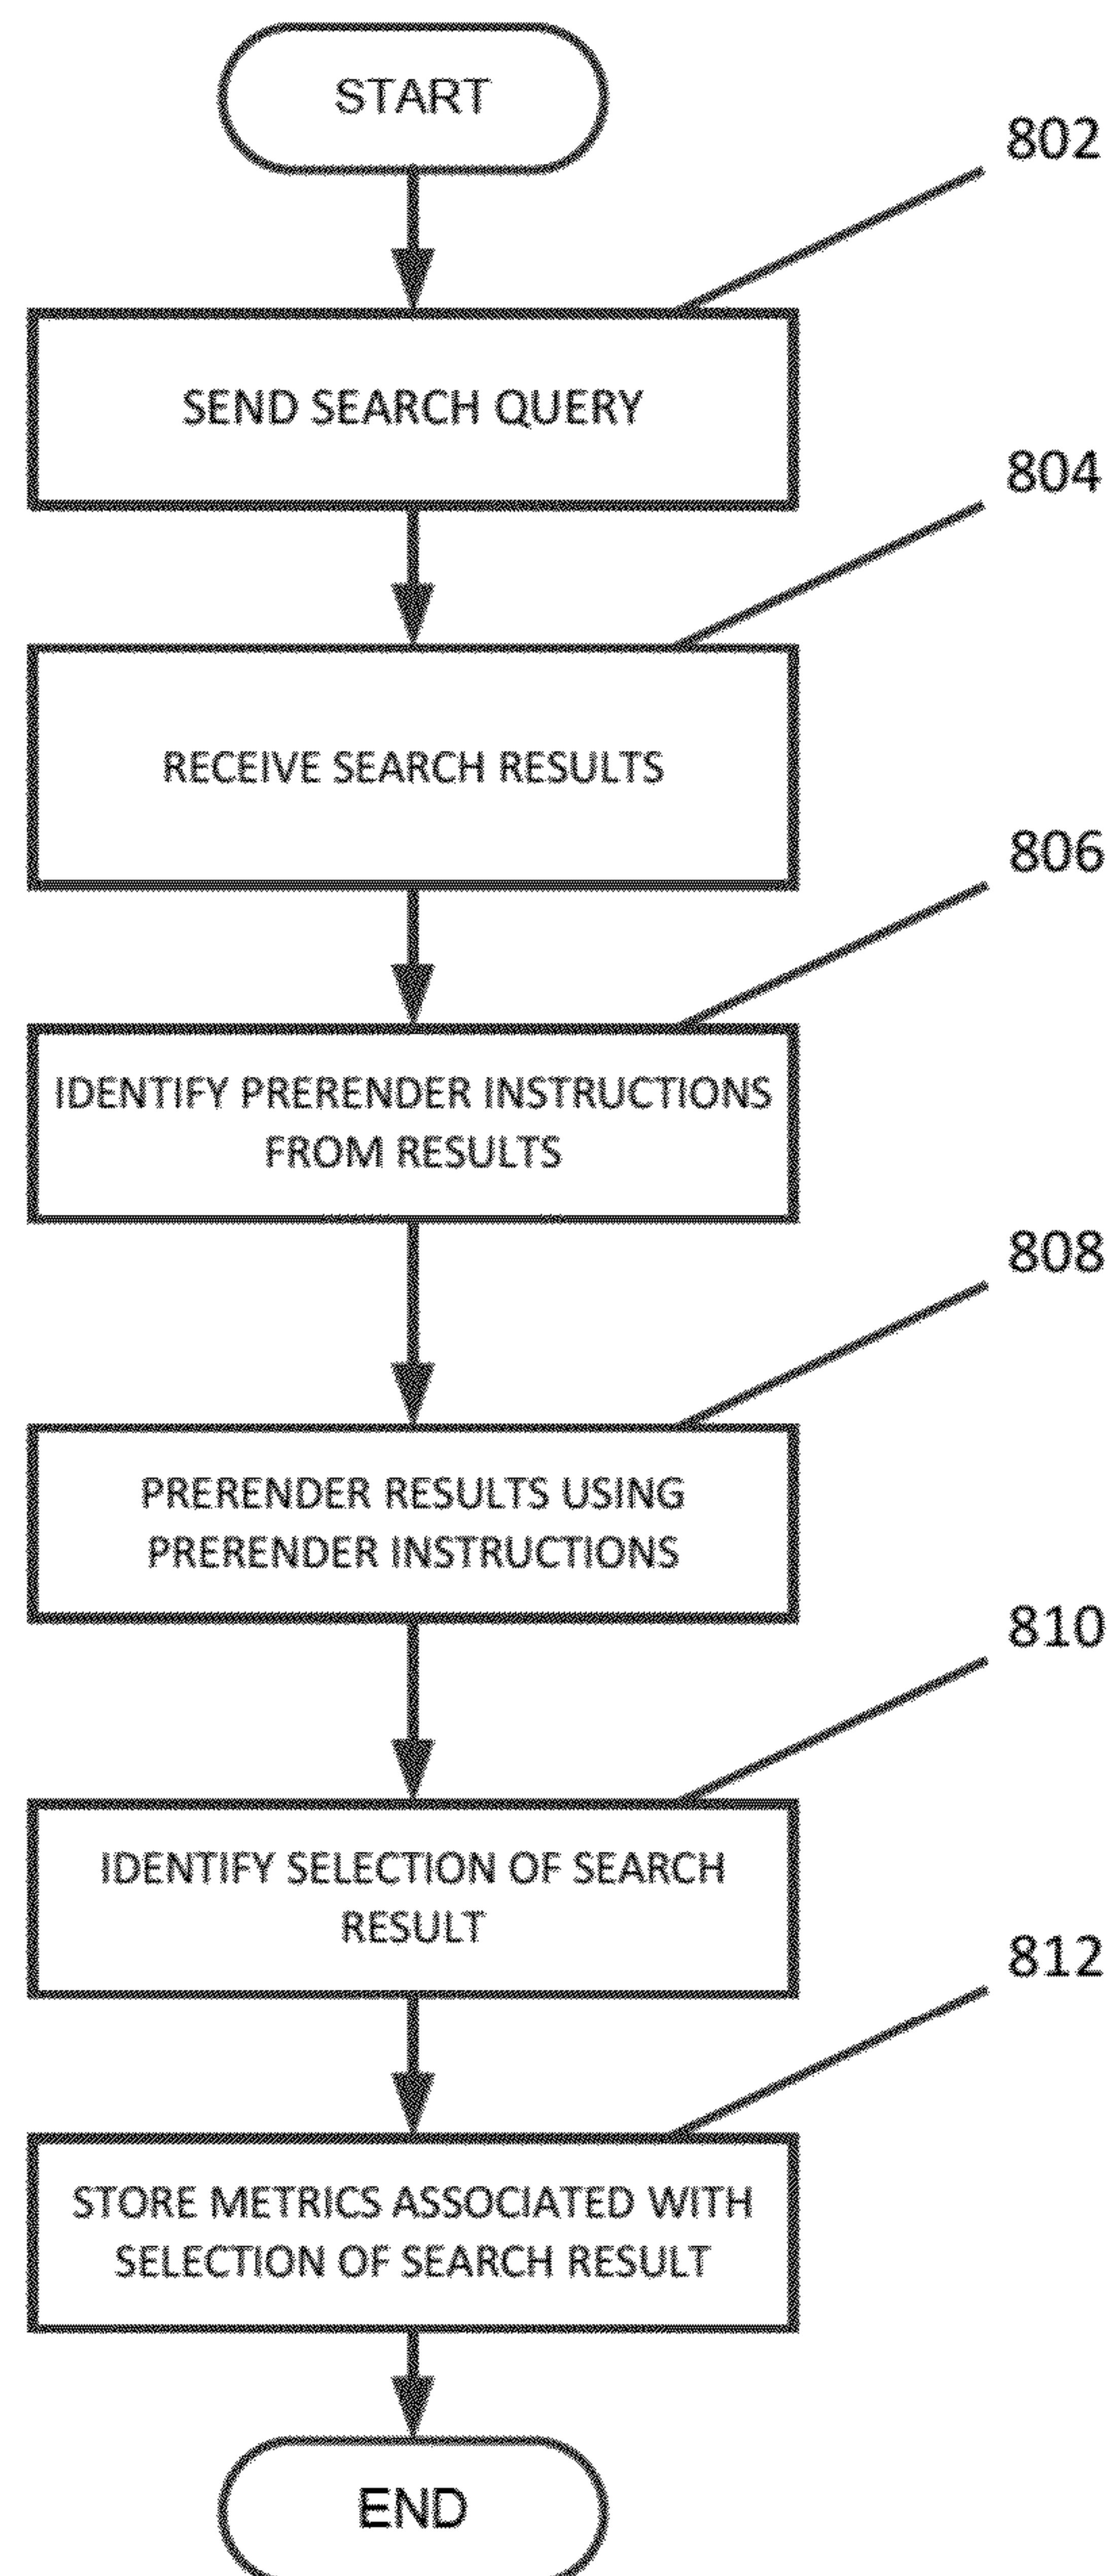 START
802
SEND SEARCH QUERY
804
RECEIVE SEARCH RESULTS
806
IDENTIFY PRERENDER INSTRUCTIONS
FROM RESULTS
808
PRERENDER RESULTS USING
PRERENDER INSTRUCTIONS
810
IDENTIFY SELECTION OF SEARCH
RESULT
812
STORE METRICS ASSOCIATED WITH
SELECTION OF SEARCH RESULT
END